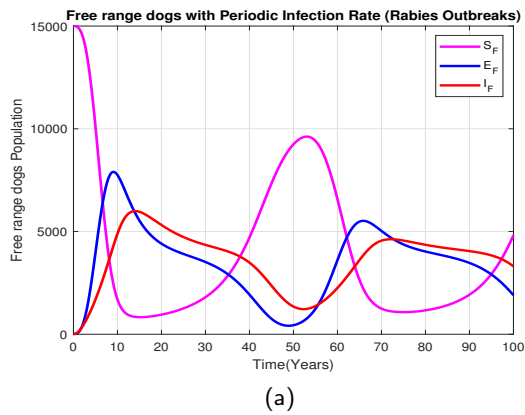 Free range dogs with Periodic Infection Rate (Rabies Outbreaks)
S_F
E_F
I_F
Free range dogs Population
15000
10000
5000
0
0 10 20 30 40 50 60 70 80 90 100
Time(Years)
(a)